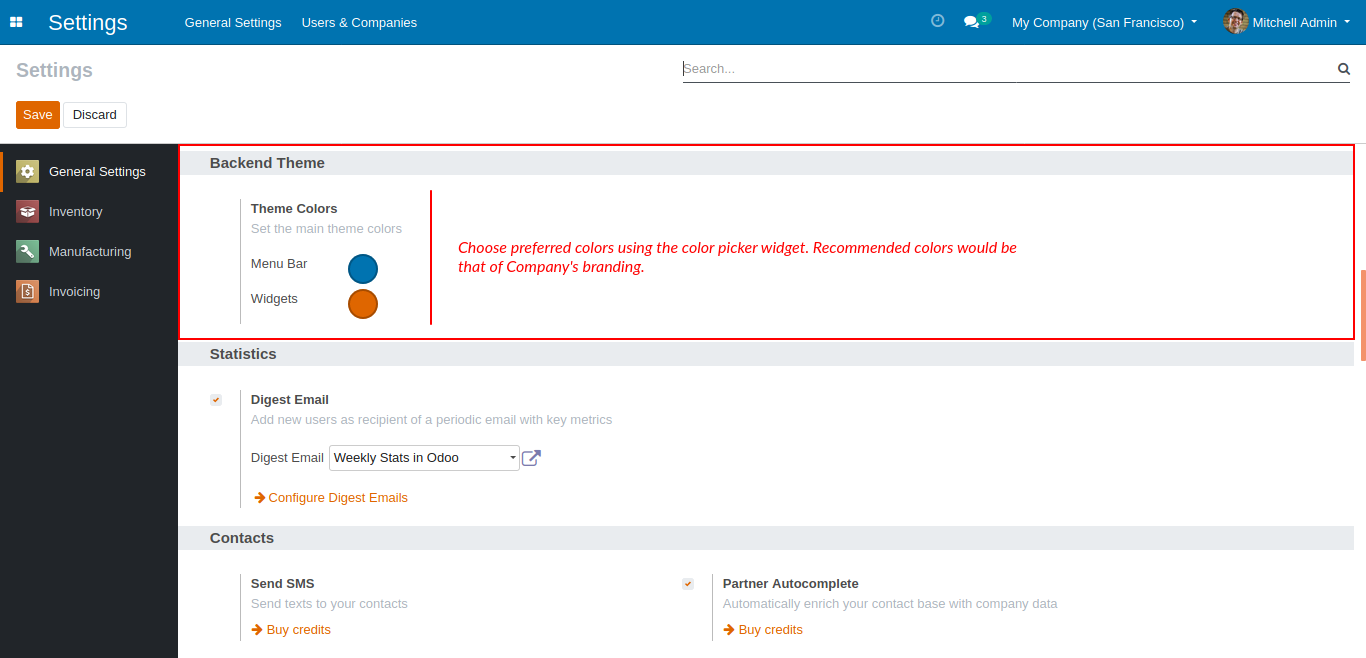 Settings General Settings Users & Companies 3 My Company (San Francisco) Mitchell Admin
Settings Search...
Save Discard
General Settings
Inventory
Manufacturing
Invoicing
Backend Theme
Theme Colors
Set the main theme colors
Menu Bar
Widgets
Choose preferred colors using the color picker widget. Recommended colors would be
that of Company's branding.
Statistics
Digest Email
Add new users as recipient of a periodic email with key metrics
Digest Email Weekly Stats in Odoo
Configure Digest Emails
Contacts
Send SMS
Send texts to your contacts
Buy credits
Partner Autocomplete
Automatically enrich your contact base with company data
Buy credits